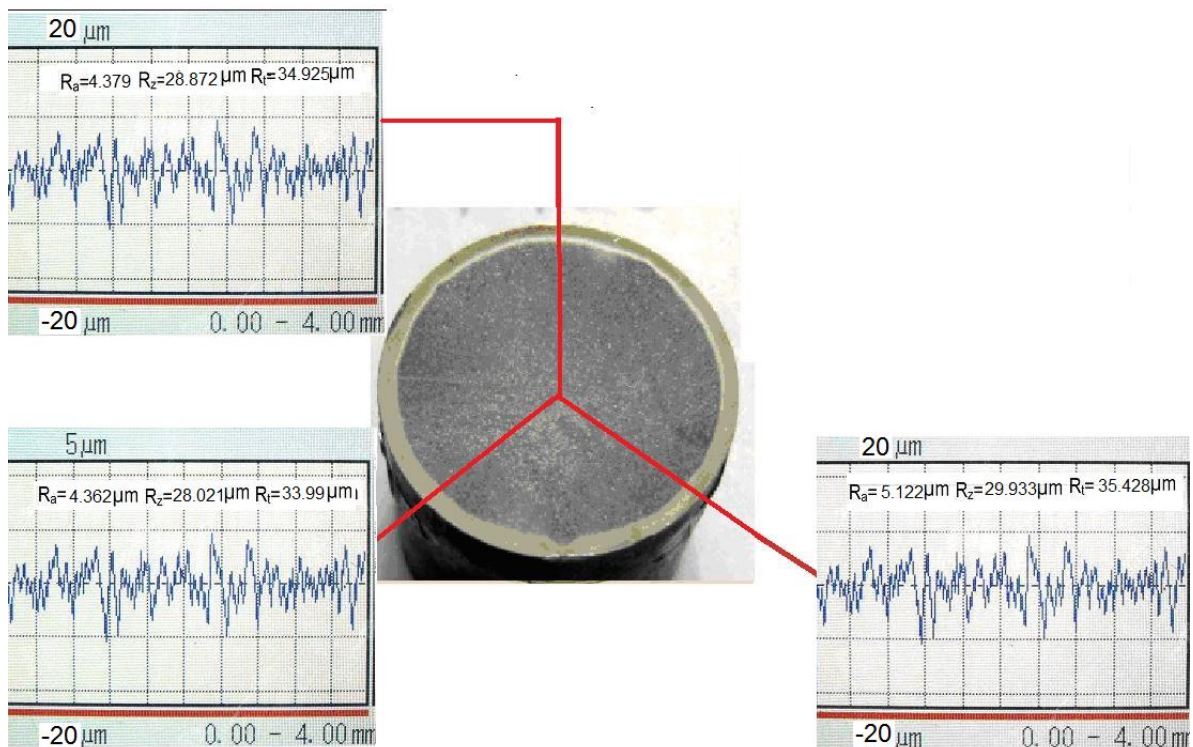 20 μm
Ra=4.379 Rz=28.872 μm Rt=34.925μm
-20 μm 0.00 - 4.00 mm
5 μm
Ra=4.362μm Rz=28.021μm Rt=33.99μm
-20 μm 0.00 - 4.00 mm
20 μm
Ra=5.122μm Rz=29.933μm Rt=35.428μm
-20 μm 0.00 - 4.00 mm